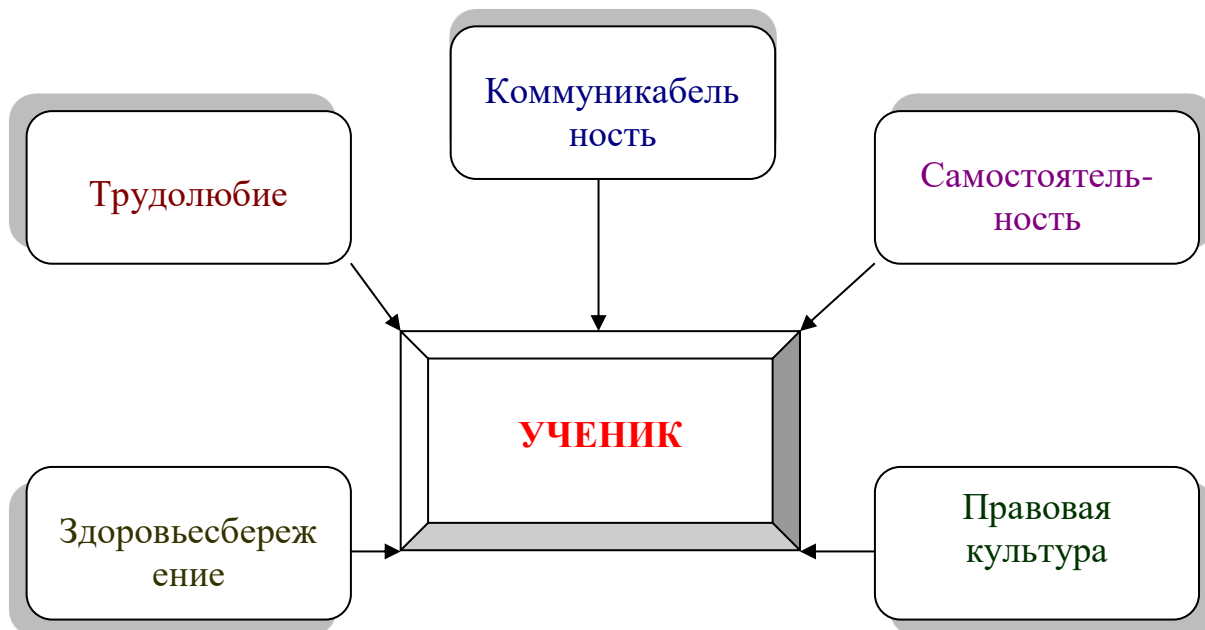 Коммуникабель
ность
Трудолюбие
Самостоятель-
ность
УЧЕНИК
Здоровьесбереж
ение
Правовая
культура